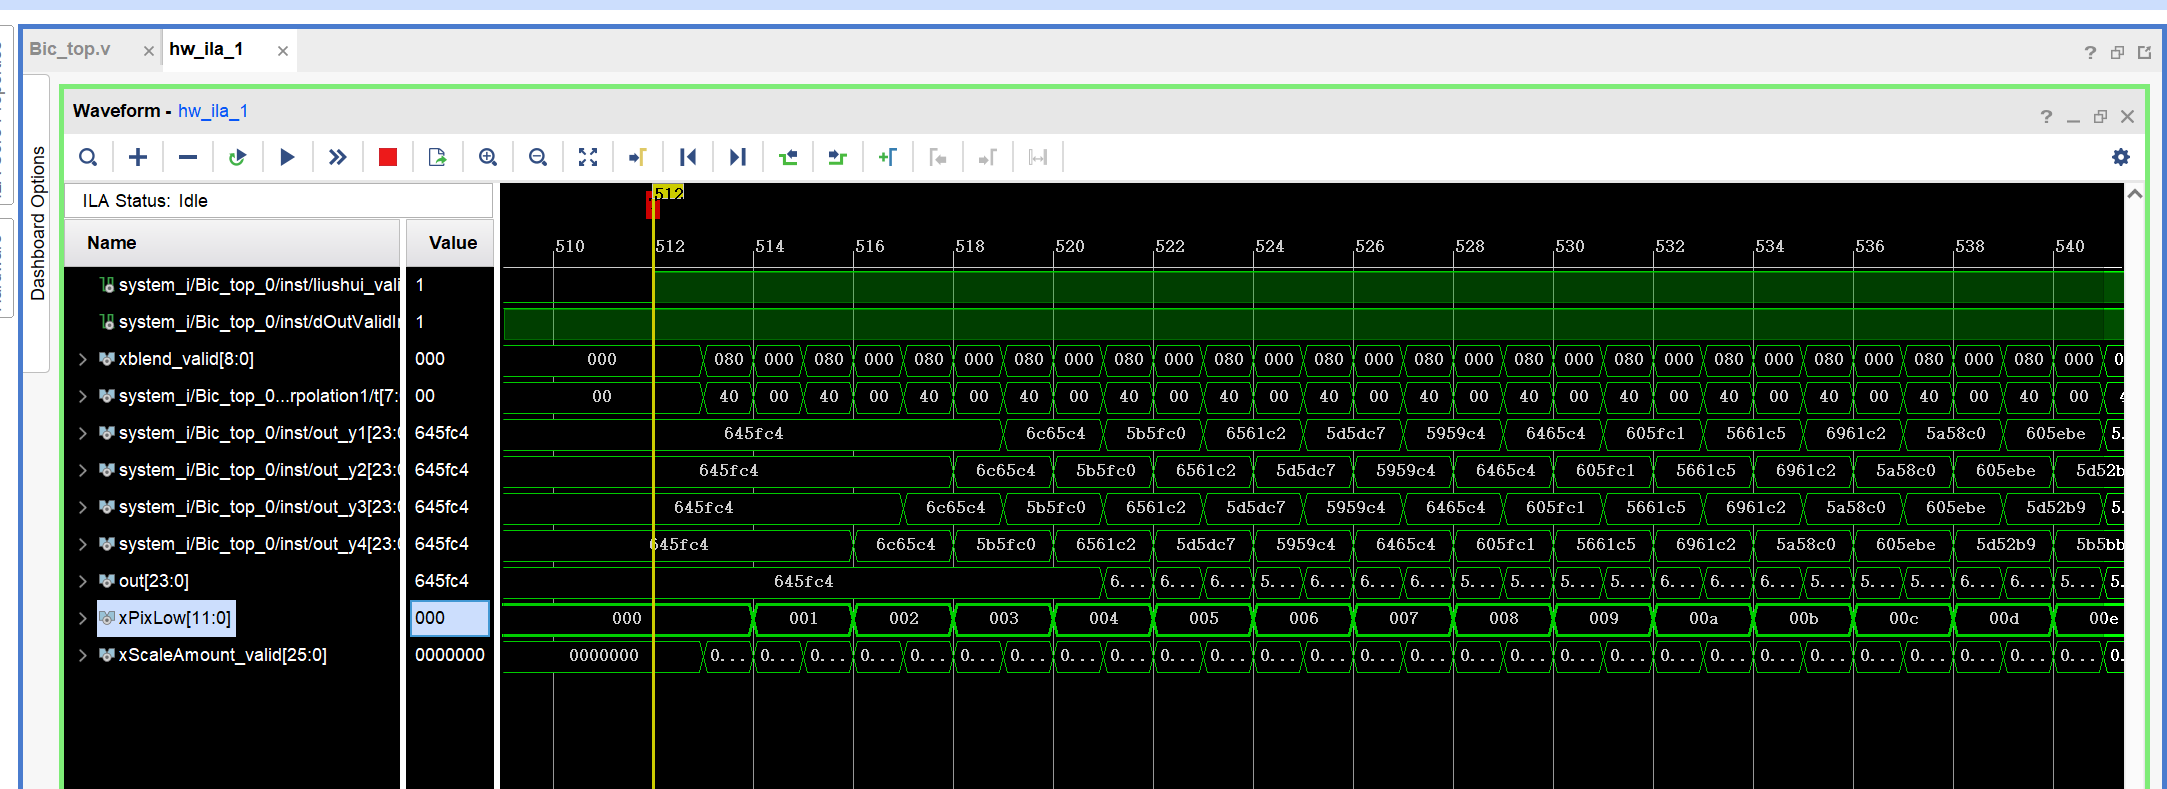 Bic_top.v × hw_ila_1 ×
Dashboard Options
Waveform - hw_ila_1
ILA Status: Idle
512
Name Value
510 512 514 516 518 520 522 524 526 528 530 532 534 536 538 540
system_i/Bic_top_0/inst/liushui_vali 1
system_i/Bic_top_0/inst/dOutValidI 1
xblend_valid[8:0] 000 000 080 000 080 000 080 000 080 000 080 000 080 000 080 000 080 000 080 000 080 000 080 000 080 000 080 000 080 000 0
system_i/Bic_top_0...rpolation1/t[7: 00 00 40 00 40 00 40 00 40 00 40 00 40 00 40 00 40 00 40 00 40 00 40 00 40 00 40 00 40 00
system_i/Bic_top_0/inst/out_y1[23:0 645fc4 645fc4 6c65c4 5b5fc0 6561c2 5d5dc7 5959c4 6465c4 605fc1 5661c5 6961c2 5a58c0 605ebe 5.
system_i/Bic_top_0/inst/out_y2[23:0 645fc4 645fc4 6c65c4 5b5fc0 6561c2 5d5dc7 5959c4 6465c4 605fc1 5661c5 6961c2 5a58c0 605ebe 5d52b
system_i/Bic_top_0/inst/out_y3[23:0 645fc4 645fc4 6c65c4 5b5fc0 6561c2 5d5dc7 5959c4 6465c4 605fc1 5661c5 6961c2 5a58c0 605ebe 5d52b9 5.
system_i/Bic_top_0/inst/out_y4[23:0 645fc4 645fc4 6c65c4 5b5fc0 6561c2 5d5dc7 5959c4 6465c4 605fc1 5661c5 6961c2 5a58c0 605ebe 5d52b9 5b5bb
out[23:0] 645fc4 645fc4 6... 6... 6... 5... 6... 6... 6... 5... 5... 5... 5... 6... 6... 5... 5... 6... 6... 5... 5... 5.
xPixLow[11:0] 000 000 001 002 003 004 005 006 007 008 009 00a 00b 00c 00d 00e
xScaleAmount_valid[25:0] 0000000 0000000 0... 0... 0... 0... 0... 0... 0... 0... 0... 0... 0... 0... 0... 0... 0... 0... 0... 0... 0... 0... 0... 0... 0... 0... 0... 0... 0... 0... 0.